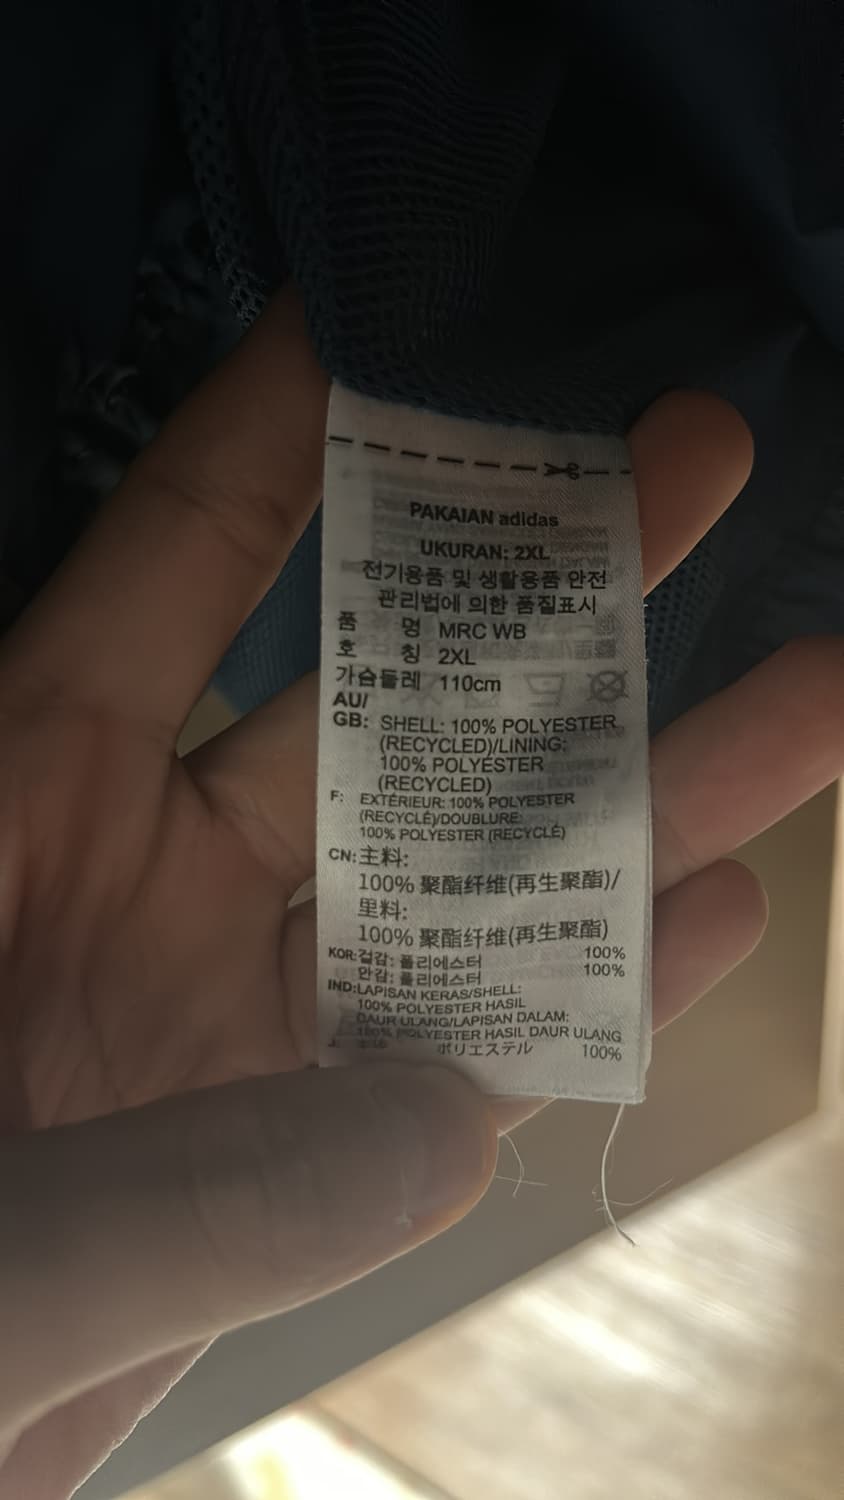 PAKAIAN adidas
UKURAN: 2XL
전기용품 및 생활용품 안전
관리법에 의한 품질표시
품 명 MRC WB
호 칭 2XL
가슴둘레 110cm
AU/
GB: SHELL: 100% POLYESTER
(RECYCLED)/LINING:
100% POLYESTER
(RECYCLED)
F: EXTÉRIEUR: 100% POLYESTER
(RECYCLÉ)/DOUBLURE:
100% POLYESTER (RECYCLÉ)
CN: 主料:
100% 聚酯纤维(再生聚酯)/
里料:
100% 聚酯纤维(再生聚酯)
KOR: 겉감: 폴리에스터 100%
안감: 폴리에스터 100%
IND: LAPISAN KERAS/SHELL:
100% POLYESTER HASIL
DAUR ULANG/LAPISAN DALAM:
100% POLYESTER HASIL DAUR ULANG
ポリエステル 100%